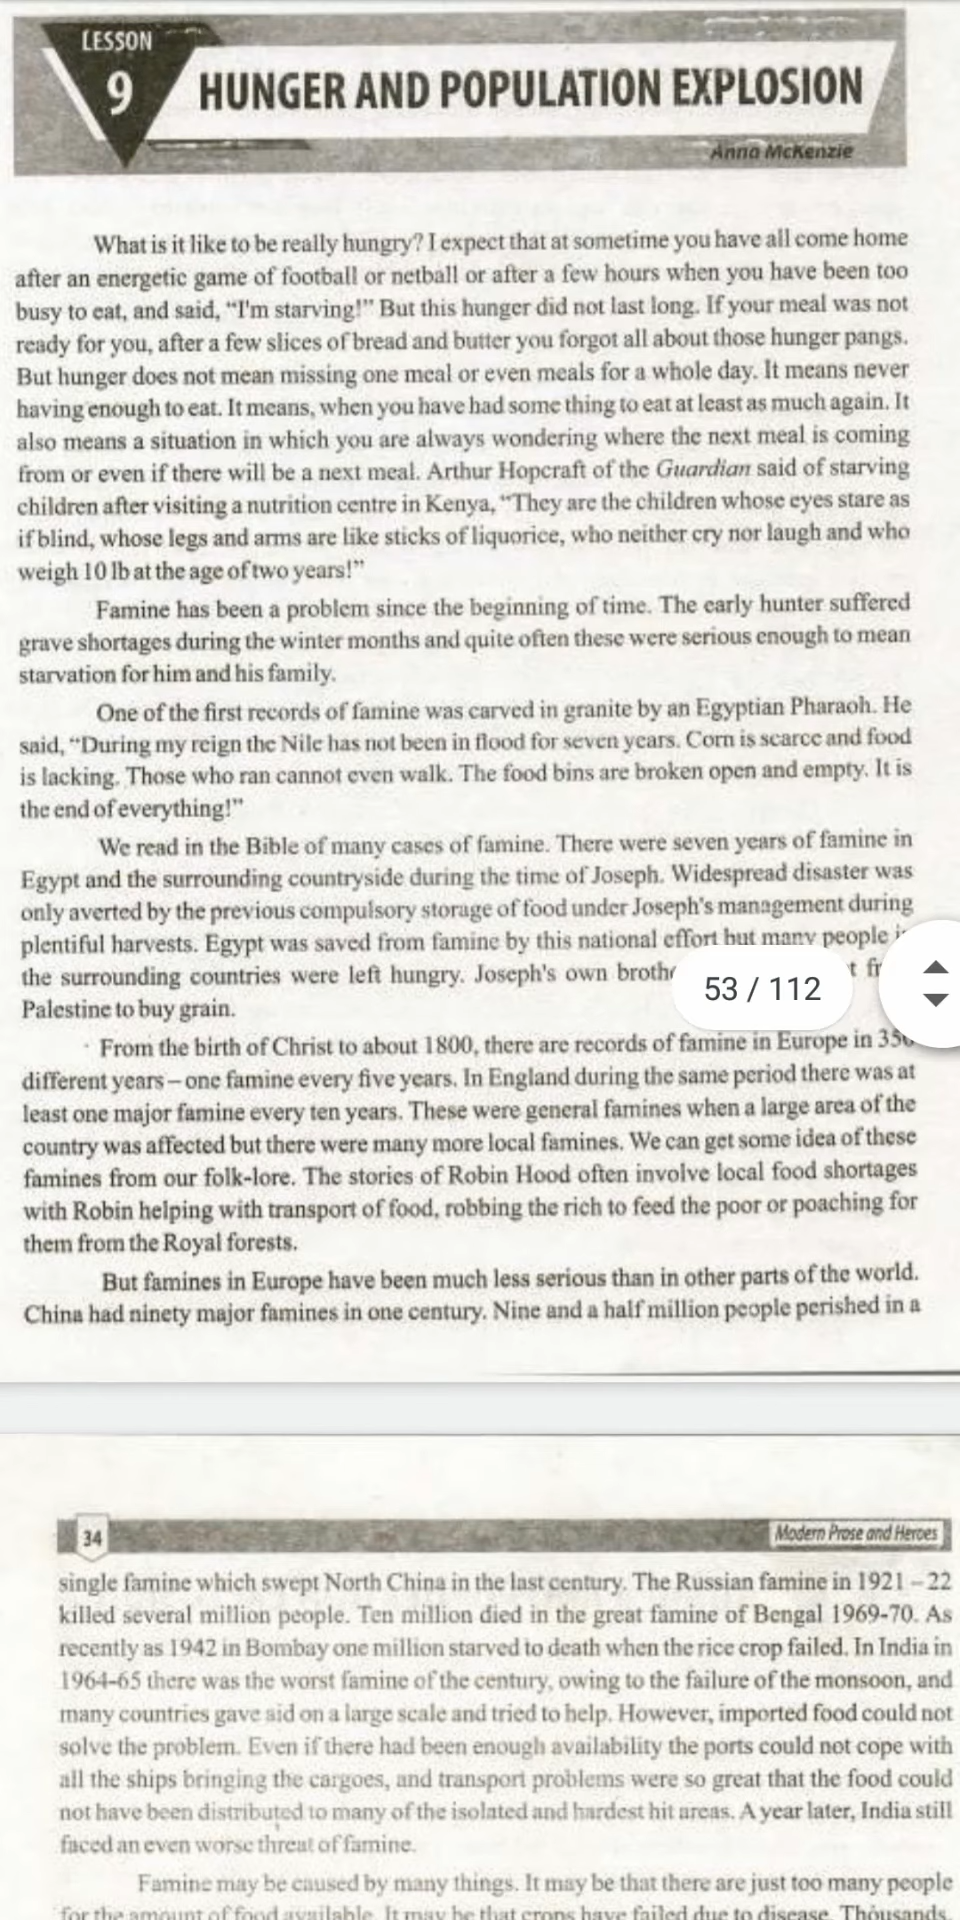 LESSON
9
HUNGER AND POPULATION EXPLOSION
Anna McKenzie
What is it like to be really hungry? I expect that at sometime you have all come home
after an energetic game of football or netball or after a few hours when you have been too
busy to eat, and said, “I'm starving!” But this hunger did not last long. If your meal was not
ready for you, after a few slices of bread and butter you forgot all about those hunger pangs.
But hunger does not mean missing one meal or even meals for a whole day. It means never
having enough to eat. It means, when you have had some thing to eat at least as much again. It
also means a situation in which you are always wondering where the next meal is coming
from or even if there will be a next meal. Arthur Hopcraft of the Guardian said of starving
children after visiting a nutrition centre in Kenya, “They are the children whose eyes stare as
if blind, whose legs and arms are like sticks of liquorice, who neither cry nor laugh and who
weigh 10 lb at the age of two years!”
Famine has been a problem since the beginning of time. The early hunter suffered
grave shortages during the winter months and quite often these were serious enough to mean
starvation for him and his family.
One of the first records of famine was carved in granite by an Egyptian Pharaoh. He
said, “During my reign the Nile has not been in flood for seven years. Corn is scarce and food
is lacking. Those who ran cannot even walk. The food bins are broken open and empty. It is
the end of everything!”
We read in the Bible of many cases of famine. There were seven years of famine in
Egypt and the surrounding countryside during the time of Joseph. Widespread disaster was
only averted by the previous compulsory storage of food under Joseph's management during
plentiful harvests. Egypt was saved from famine by this national effort but many people
the surrounding countries were left hungry. Joseph's own
Palestine to buy grain.
53 / 112
From the birth of Christ to about 1800, there are records of famine in Europe in
different years – one famine every five years. In England during the same period there was at
least one major famine every ten years. These were general famines when a large area of the
country was affected but there were many more local famines. We can get some idea of these
famines from our folk-lore. The stories of Robin Hood often involve local food shortages
with Robin helping with transport of food, robbing the rich to feed the poor or poaching for
them from the Royal forests.
But famines in Europe have been much less serious than in other parts of the world.
China had ninety major famines in one century. Nine and a half million people perished in a
34
Modern Prose and Heroes
single famine which swept North China in the last century. The Russian famine in 1921 – 22
killed several million people. Ten million died in the great famine of Bengal 1969-70. As
recently as 1942 in Bombay one million starved to death when the rice crop failed. In India in
1964-65 there was the worst famine of the century, owing to the failure of the monsoon, and
many countries gave aid on a large scale and tried to help. However, imported food could not
solve the problem. Even if there had been enough availability the ports could not cope with
all the ships bringing the cargoes, and transport problems were so great that the food could
not have been distributed to many of the isolated and hardest hit areas. A year later, India still
faced an even worse threat of famine.
Famine may be caused by many things. It may be that there are just too many people
for the amount of food available. It may be that crops have failed due to disease. Thousands